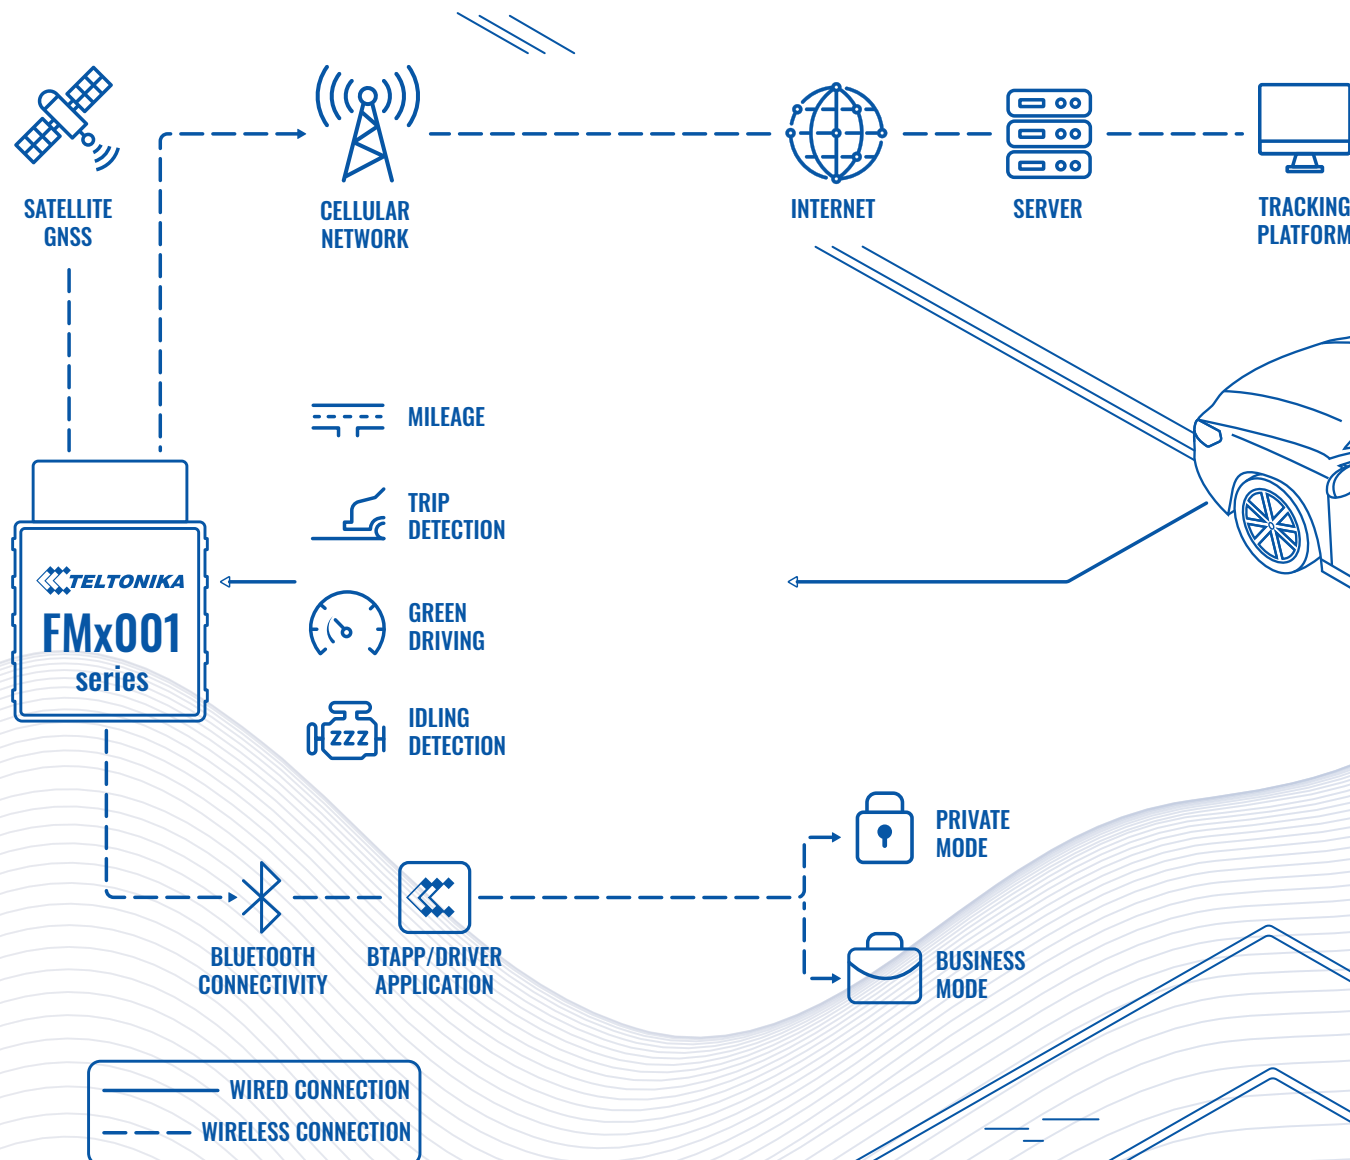 SATELLITE
GNSS
CELLULAR
NETWORK
INTERNET
SERVER
TRACKING
PLATFORM
MILEAGE
TRIP
DETECTION
TELTONIKA
FMx001
series
GREEN
DRIVING
zzz
IDLING
DETECTION
PRIVATE
MODE
BLUETOOTH
CONNECTIVITY
BTAPP/DRIVER
APPLICATION
BUSINESS
MODE
WIRED CONNECTION
WIRELESS CONNECTION